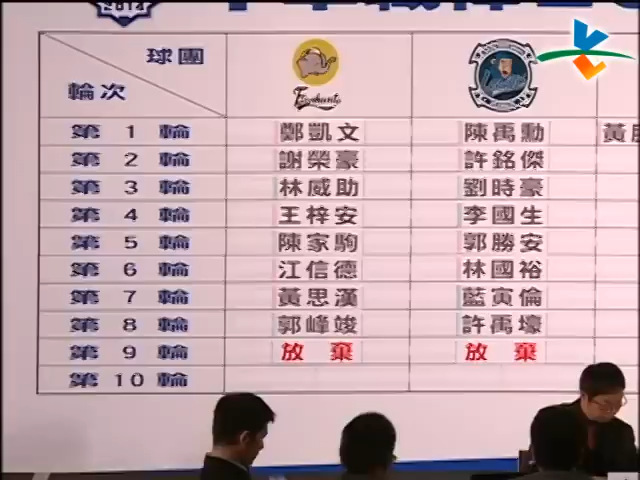 2014
球團
輪次
Elephants
第 1 輪 鄭凱文 陳禹勳
第 2 輪 謝榮豪 許銘傑
第 3 輪 林威助 劉時豪
第 4 輪 王梓安 李國生
第 5 輪 陳家駒 郭勝安
第 6 輪 江信德 林國裕
第 7 輪 黃思漢 藍寅倫
第 8 輪 郭峰竣 許禹壕
第 9 輪 放 棄 放 棄
第 10 輪